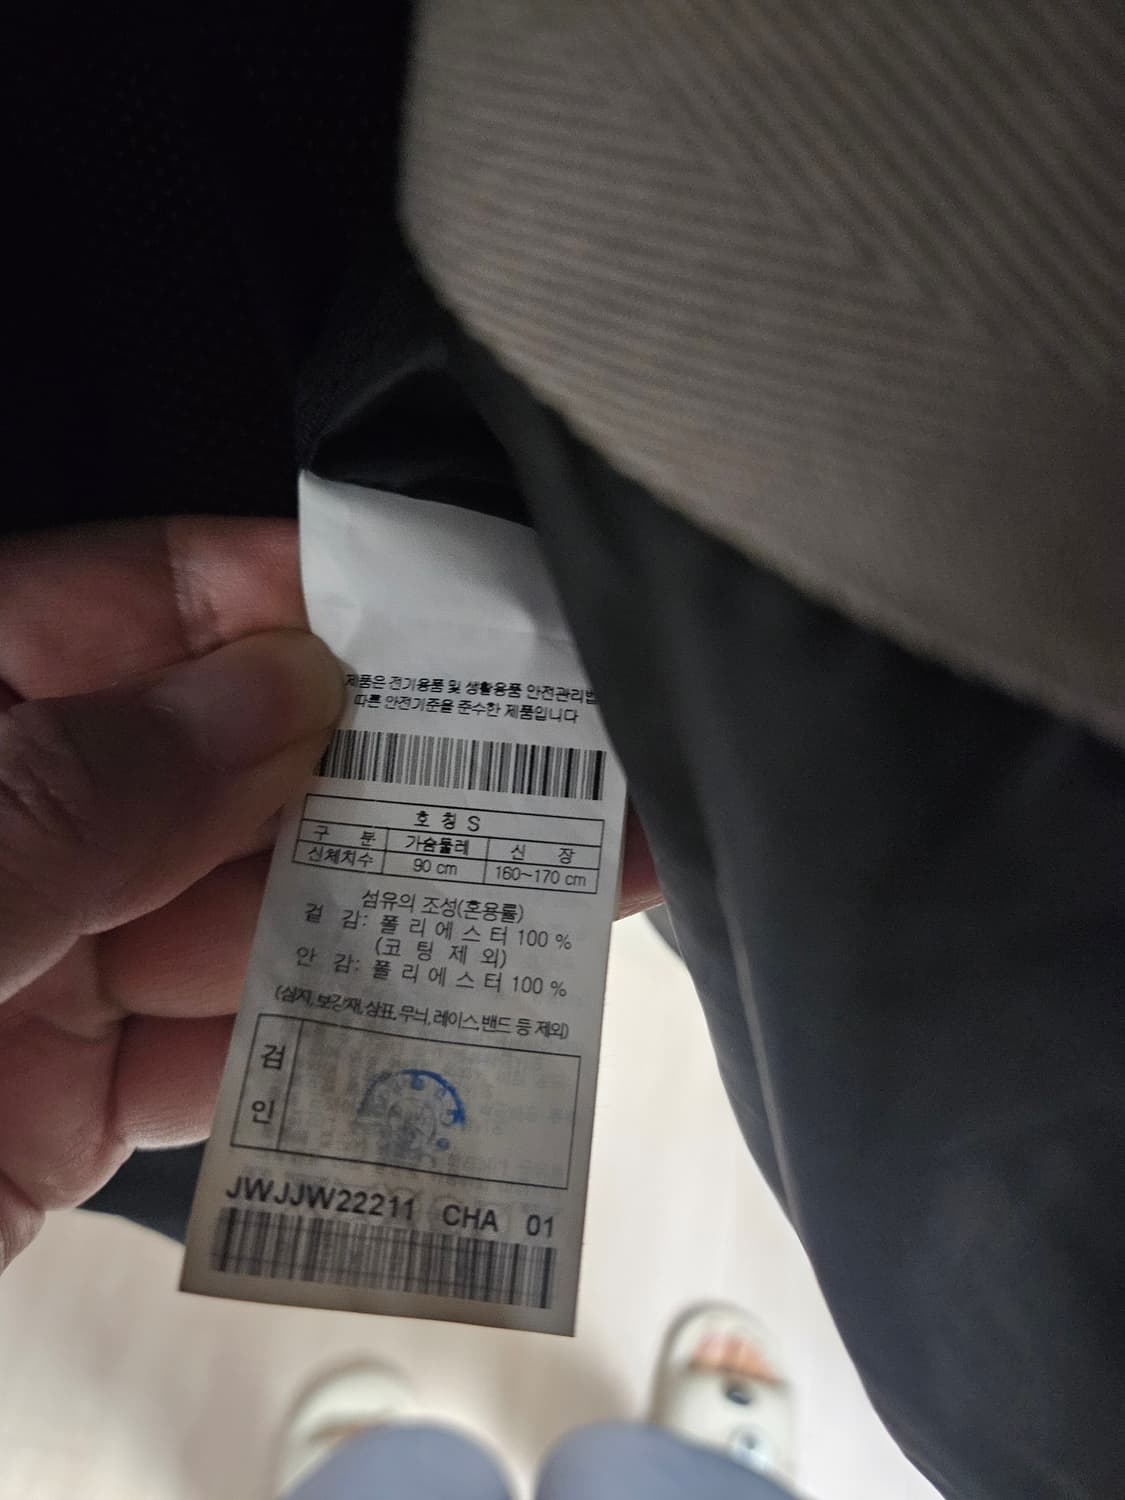 제품은 전기용품 및 생활용품 안전관리법
따른 안전기준을 준수한 제품입니다
호 칭 S
구 분 가슴둘레 신 장
신체치수 90 cm 160~170 cm
섬유의 조성(혼용률)
겉 감: 폴 리 에 스 터 100 %
(코 팅 제 외)
안 감: 폴 리 에 스 터 100 %
(심지,보강재,상표,무늬,레이스,밴드 등 제외)
검
인
JWJJW22211 CHA 01